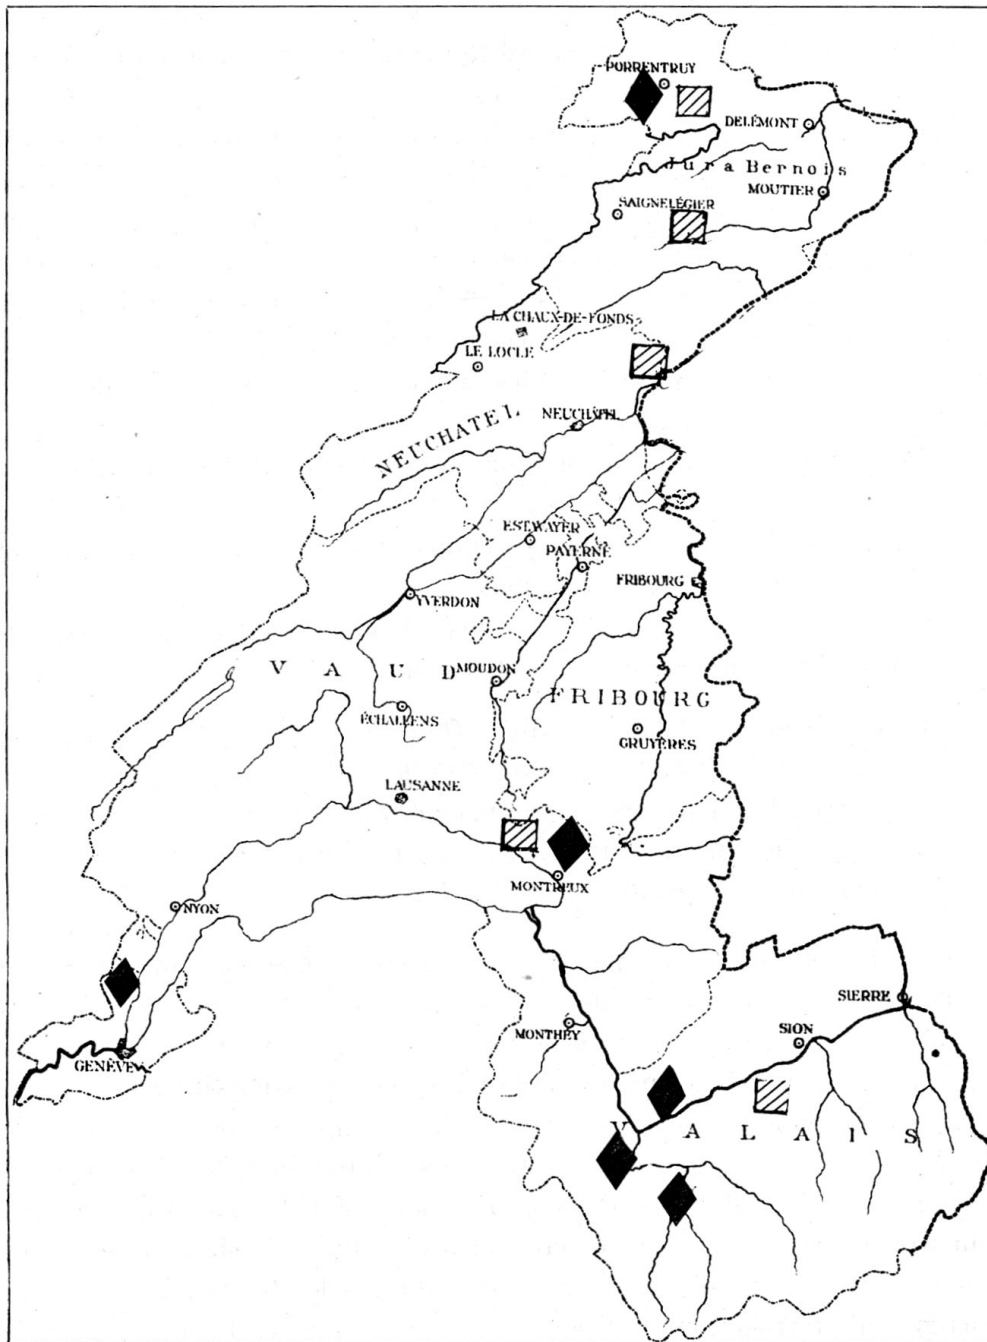 PORRENTRUY
DELÉMONT
Jura Bernois
MOUTIER
SAIGNELÉGIER
LA CHAUX-DE-FONDS
LE LOCLE
NEUCHÂTEL
NEUCHATEL
ESTAVAYER
PAYERNE
FRIBOURG
YVERDON
VAUD
MOUDON
FRIBOURG
ÉCHALLENS
GRUYÈRES
LAUSANNE
MONTREUX
NYON
SIERRE
MONTHEY
SION
GENÈVE
VALAIS